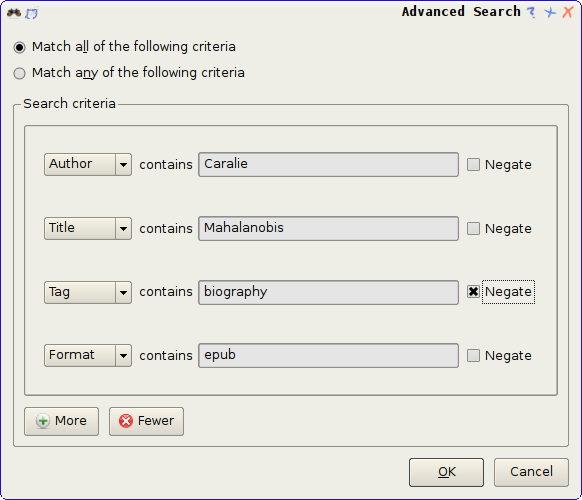 Advanced Search
Match all of the following criteria
Match any of the following criteria
Search criteria
Author contains Caralie Negate
Title contains Mahalanobis Negate
Tag contains biography Negate
Format contains epub Negate
More Fewer
OK Cancel